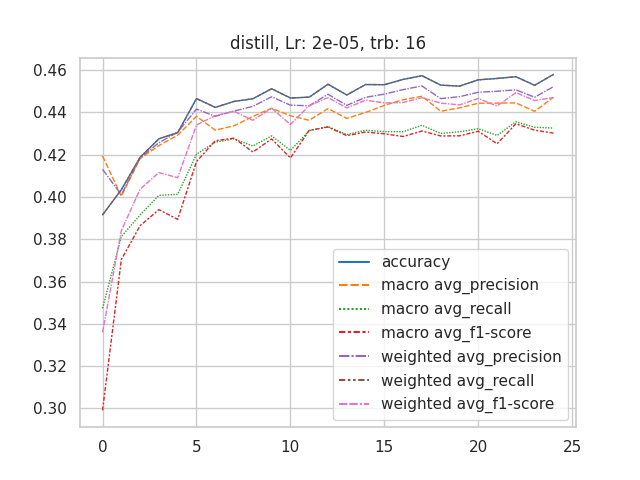 distill, Lr: 2e-05, trb: 16
0.46
0.44
0.42
0.40
0.38
0.36
0.34
0.32
0.30
accuracy
macro avg_precision
macro avg_recall
macro avg_f1-score
weighted avg_precision
weighted avg_recall
weighted avg_f1-score
0 5 10 15 20 25